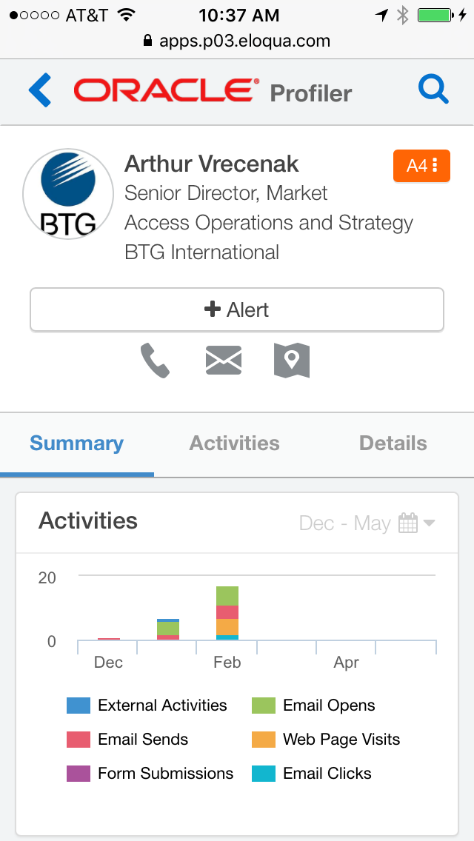 AT&T 10:37 AM
apps.p03.eloqua.com
ORACLE® Profiler
BTG
Arthur Vrecenak
A4
Senior Director, Market
Access Operations and Strategy
BTG International
+ Alert
Summary Activities Details
Activities
Dec - May
20
0
Dec Feb Apr
External Activities Email Opens
Email Sends Web Page Visits
Form Submissions Email Clicks